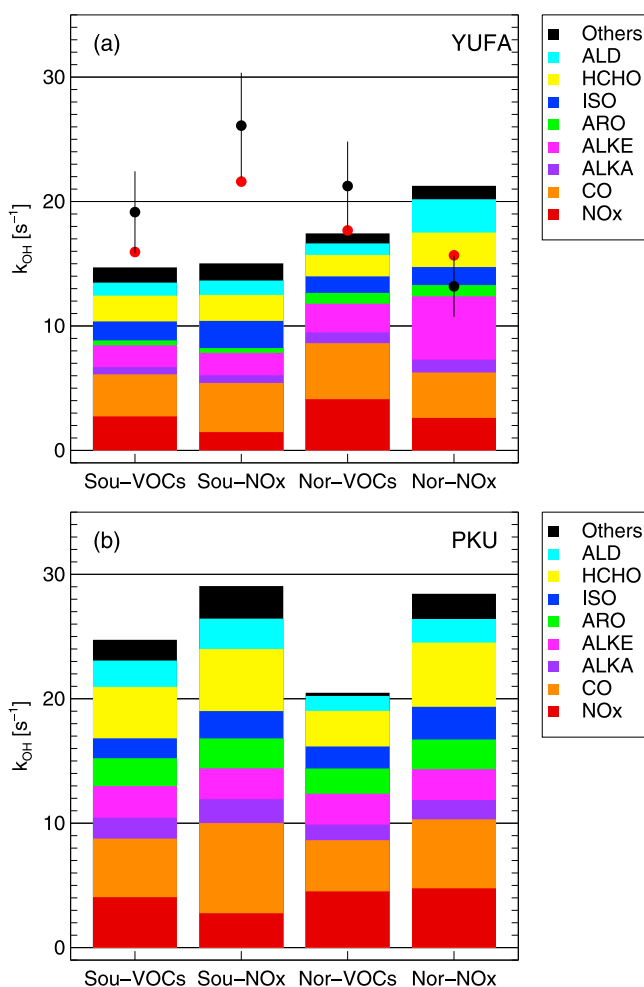 (a)
YUFA
30
20
10
0
k_OH [s⁻¹]
Sou–VOCs Sou–NOx Nor–VOCs Nor–NOx
Others
ALD
HCHO
ISO
ARO
ALKE
ALKA
CO
NOx
(b)
PKU
30
20
10
0
k_OH [s⁻¹]
Sou–VOCs Sou–NOx Nor–VOCs Nor–NOx
Others
ALD
HCHO
ISO
ARO
ALKE
ALKA
CO
NOx